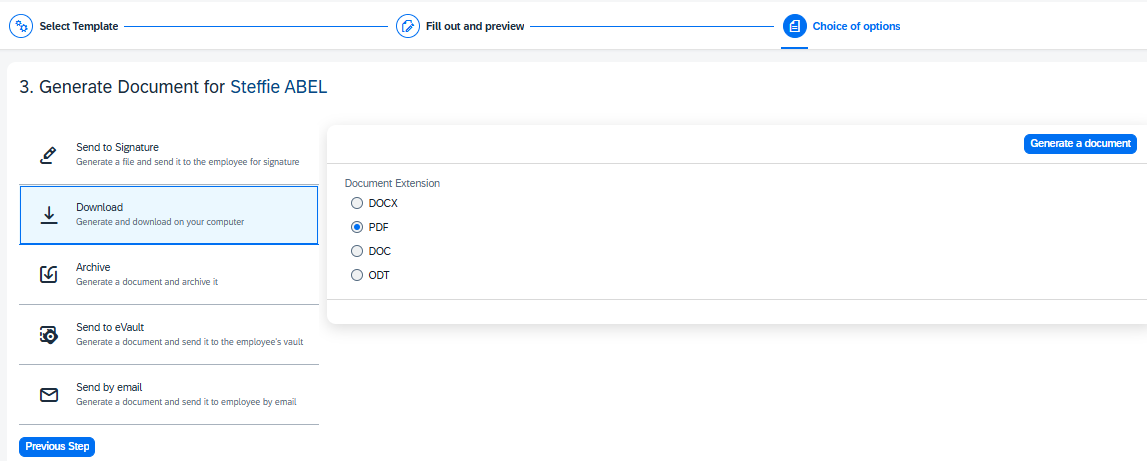 Select Template
Fill out and preview
Choice of options
3. Generate Document for Steffie ABEL
Send to Signature
Generate a file and send it to the employee for signature
Download
Generate and download on your computer
Archive
Generate a document and archive it
Send to eVault
Generate a document and send it to the employee's vault
Send by email
Generate a document and send it to employee by email
Previous Step
Generate a document
Document Extension
DOCX
PDF
DOC
ODT